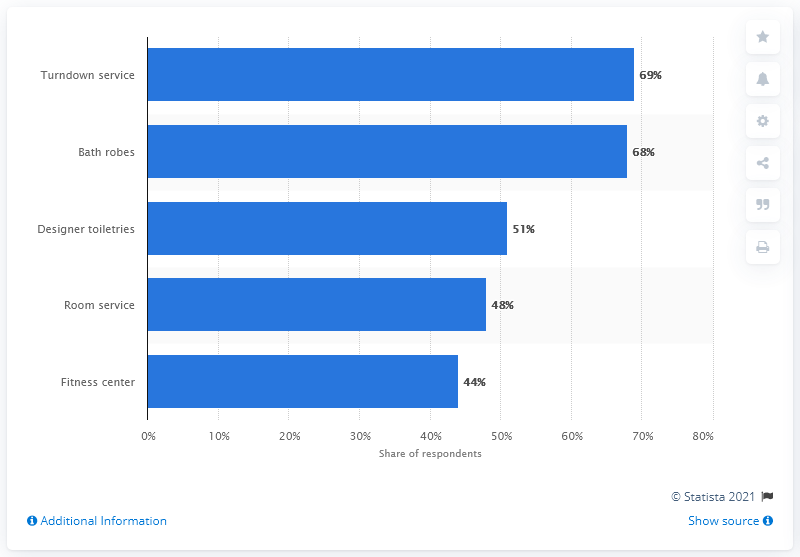 Turndown service
69%
Bath robes
68%
Designer toiletries
51%
Room service
48%
Fitness center
44%
0% 10% 20% 30% 40% 50% 60% 70% 80%
Share of respondents
© Statista 2021
Additional Information
Show source